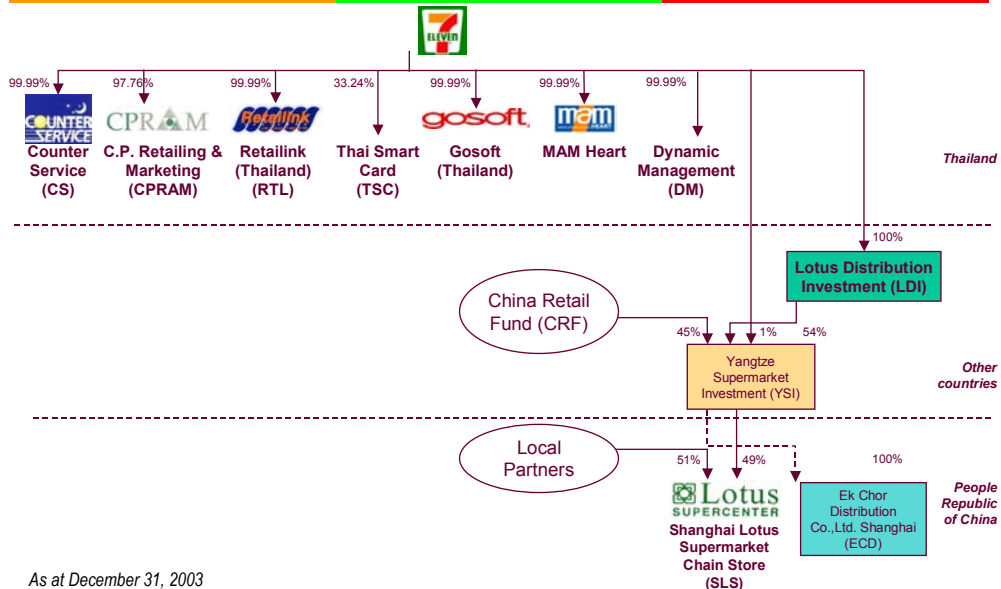 7
ELEVEN
99.99%
97.76%
99.99%
33.24%
99.99%
99.99%
99.99%
COUNTER
SERVICE
CPRAM
Retailink
gosoft
mam
HEART
Counter
Service
(CS)
C.P. Retailing &
Marketing
(CPRAM)
Retailink
(Thailand)
(RTL)
Thai Smart
Card
(TSC)
Gosoft
(Thailand)
MAM Heart
Dynamic
Management
(DM)
Thailand
100%
Lotus Distribution
Investment (LDI)
China Retail
Fund (CRF)
45%
1%
54%
Yangtze
Supermarket
Investment (YSI)
Other
countries
Local
Partners
51%
49%
100%
Lotus
SUPERCENTER
Shanghai Lotus
Supermarket
Chain Store
(SLS)
Ek Chor
Distribution
Co.,Ltd. Shanghai
(ECD)
People
Republic
of China
As at December 31, 2003